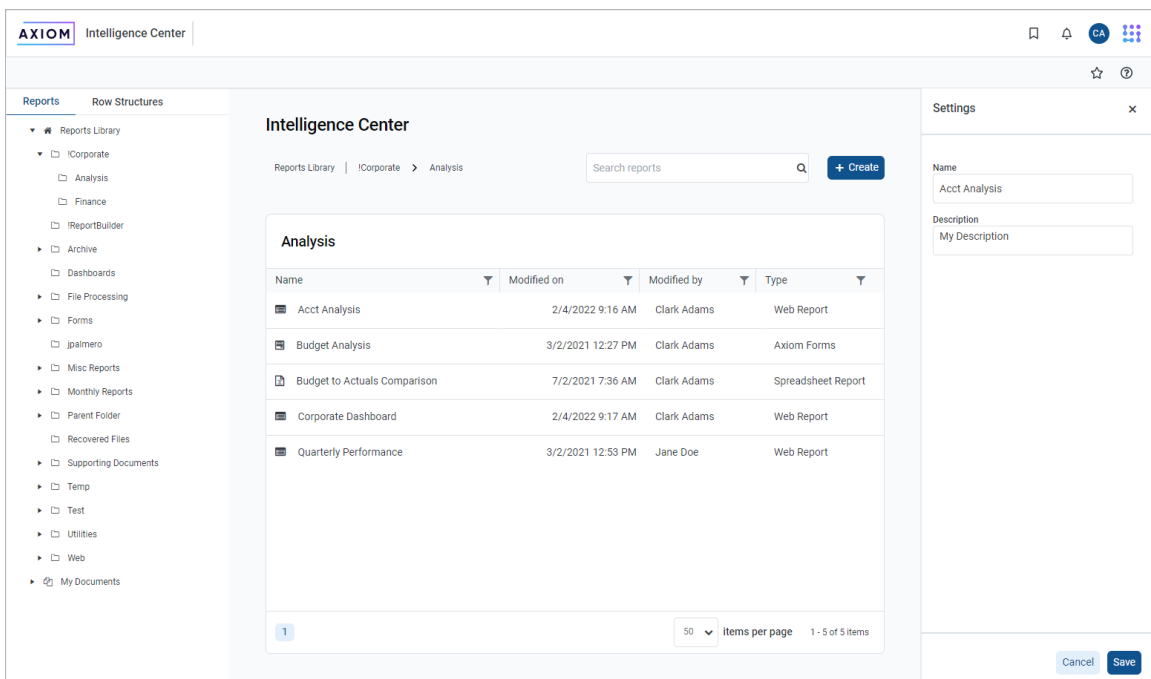 AXIOM Intelligence Center
CA
Reports Row Structures
Reports Library
!Corporate
Analysis
Finance
!ReportBuilder
Archive
Dashboards
File Processing
Forms
jpalmero
Misc Reports
Monthly Reports
Parent Folder
Recovered Files
Supporting Documents
Temp
Test
Utilities
Web
My Documents
Intelligence Center
Reports Library | !Corporate > Analysis
Search reports
+ Create
Analysis
Name Modified on Modified by Type
Acct Analysis 2/4/2022 9:16 AM Clark Adams Web Report
Budget Analysis 3/2/2021 12:27 PM Clark Adams Axiom Forms
Budget to Actuals Comparison 7/2/2021 7:36 AM Clark Adams Spreadsheet Report
Corporate Dashboard 2/4/2022 9:17 AM Clark Adams Web Report
Quarterly Performance 3/2/2021 12:53 PM Jane Doe Web Report
1 50 items per page 1 - 5 of 5 items
Settings
Name
Acct Analysis
Description
My Description
Cancel Save